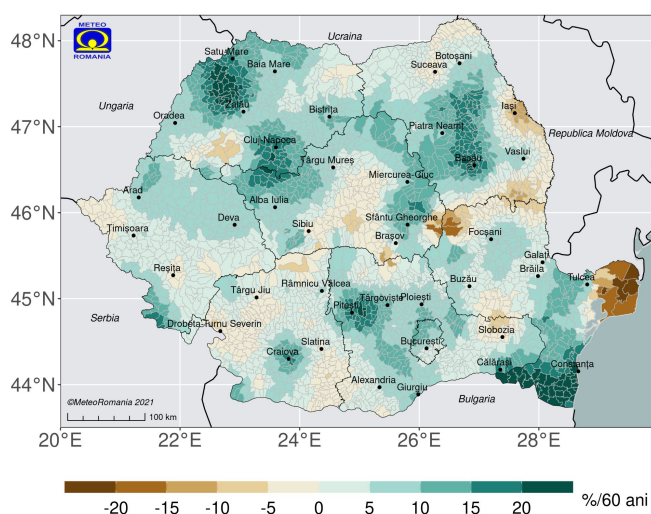 METEO
ROMANIA
Ucraina
Ungaria
Republica Moldova
Serbia
Bulgaria
Satu Mare
Baia Mare
Botoșani
Suceava
Oradea
Zalău
Bistrița
Iași
Piatra Neamț
Cluj-Napoca
Târgu Mureș
Bacău
Vaslui
Miercurea-Ciuc
Arad
Alba Iulia
Deva
Sibiu
Sfântu Gheorghe
Brașov
Timișoara
Focșani
Galați
Brăila
Tulcea
Reșița
Târgu Jiu
Râmnicu Vâlcea
Buzău
Târgoviște
Ploiești
Pitești
Drobeta-Turnu Severin
Slatina
Craiova
București
Slobozia
Călărași
Constanța
Alexandria
Giurgiu
©MeteoRomania 2021
100 km
48°N
47°N
46°N
45°N
44°N
20°E
22°E
24°E
26°E
28°E
-20
-15
-10
-5
0
5
10
15
20
%/60 ani